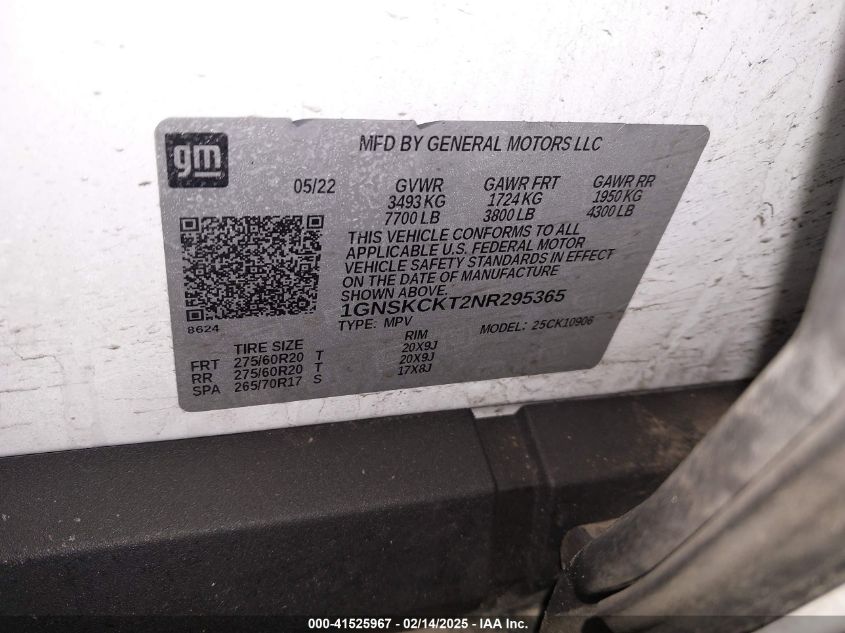 gm
MFD BY GENERAL MOTORS LLC
05/22 GVWR GAWR FRT GAWR RR
3493 KG 1724 KG 1950 KG
7700 LB 3800 LB 4300 LB
THIS VEHICLE CONFORMS TO ALL
APPLICABLE U.S. FEDERAL MOTOR
VEHICLE SAFETY STANDARDS IN EFFECT
ON THE DATE OF MANUFACTURE
SHOWN ABOVE.
1GNSKCKT2NR295365
8624
TYPE: MPV MODEL: 25CK10906
TIRE SIZE RIM
FRT 275/60R20 T 20X9J
RR 275/60R20 T 20X9J
SPA 265/70R17 S 17X8J
000-41525967 - 02/14/2025 - IAA Inc.